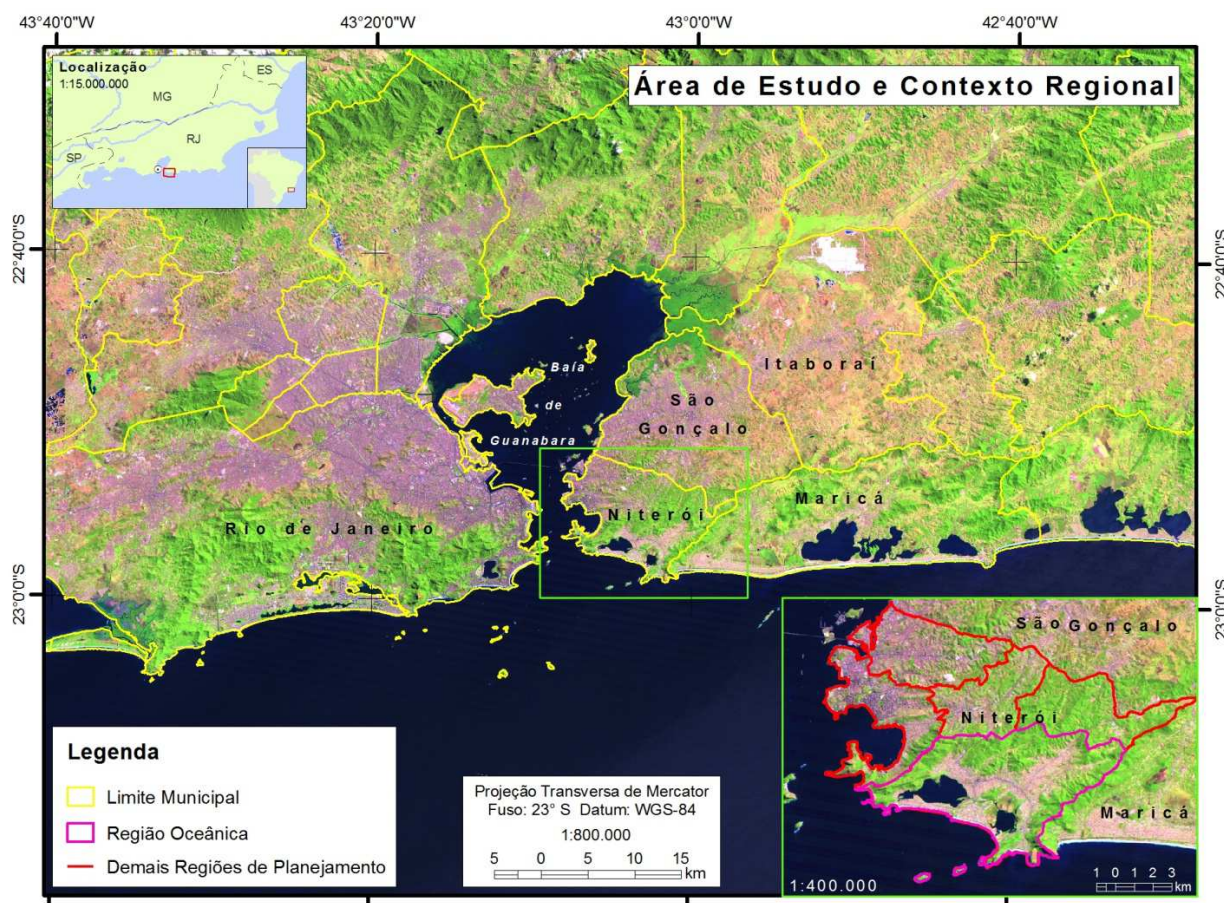 43°40'0"W
43°20'0"W
43°0'0"W
42°40'0"W
Localização
1:15.000.000
ES
MG
RJ
SP
Área de Estudo e Contexto Regional
22°40'0"S
22°40'0"S
Itaboraí
Baía
de
Guanabara
São
Gonçalo
Maricá
Niterói
Rio de Janeiro
23°0'0"S
23°0'0"S
São Gonçalo
Niterói
Maricá
1:400.000
1 0 1 2 3
km
Legenda
Limite Municipal
Região Oceânica
Demais Regiões de Planejamento
Projeção Transversa de Mercator
Fuso: 23° S Datum: WGS-84
1:800.000
5 0 5 10 15
km